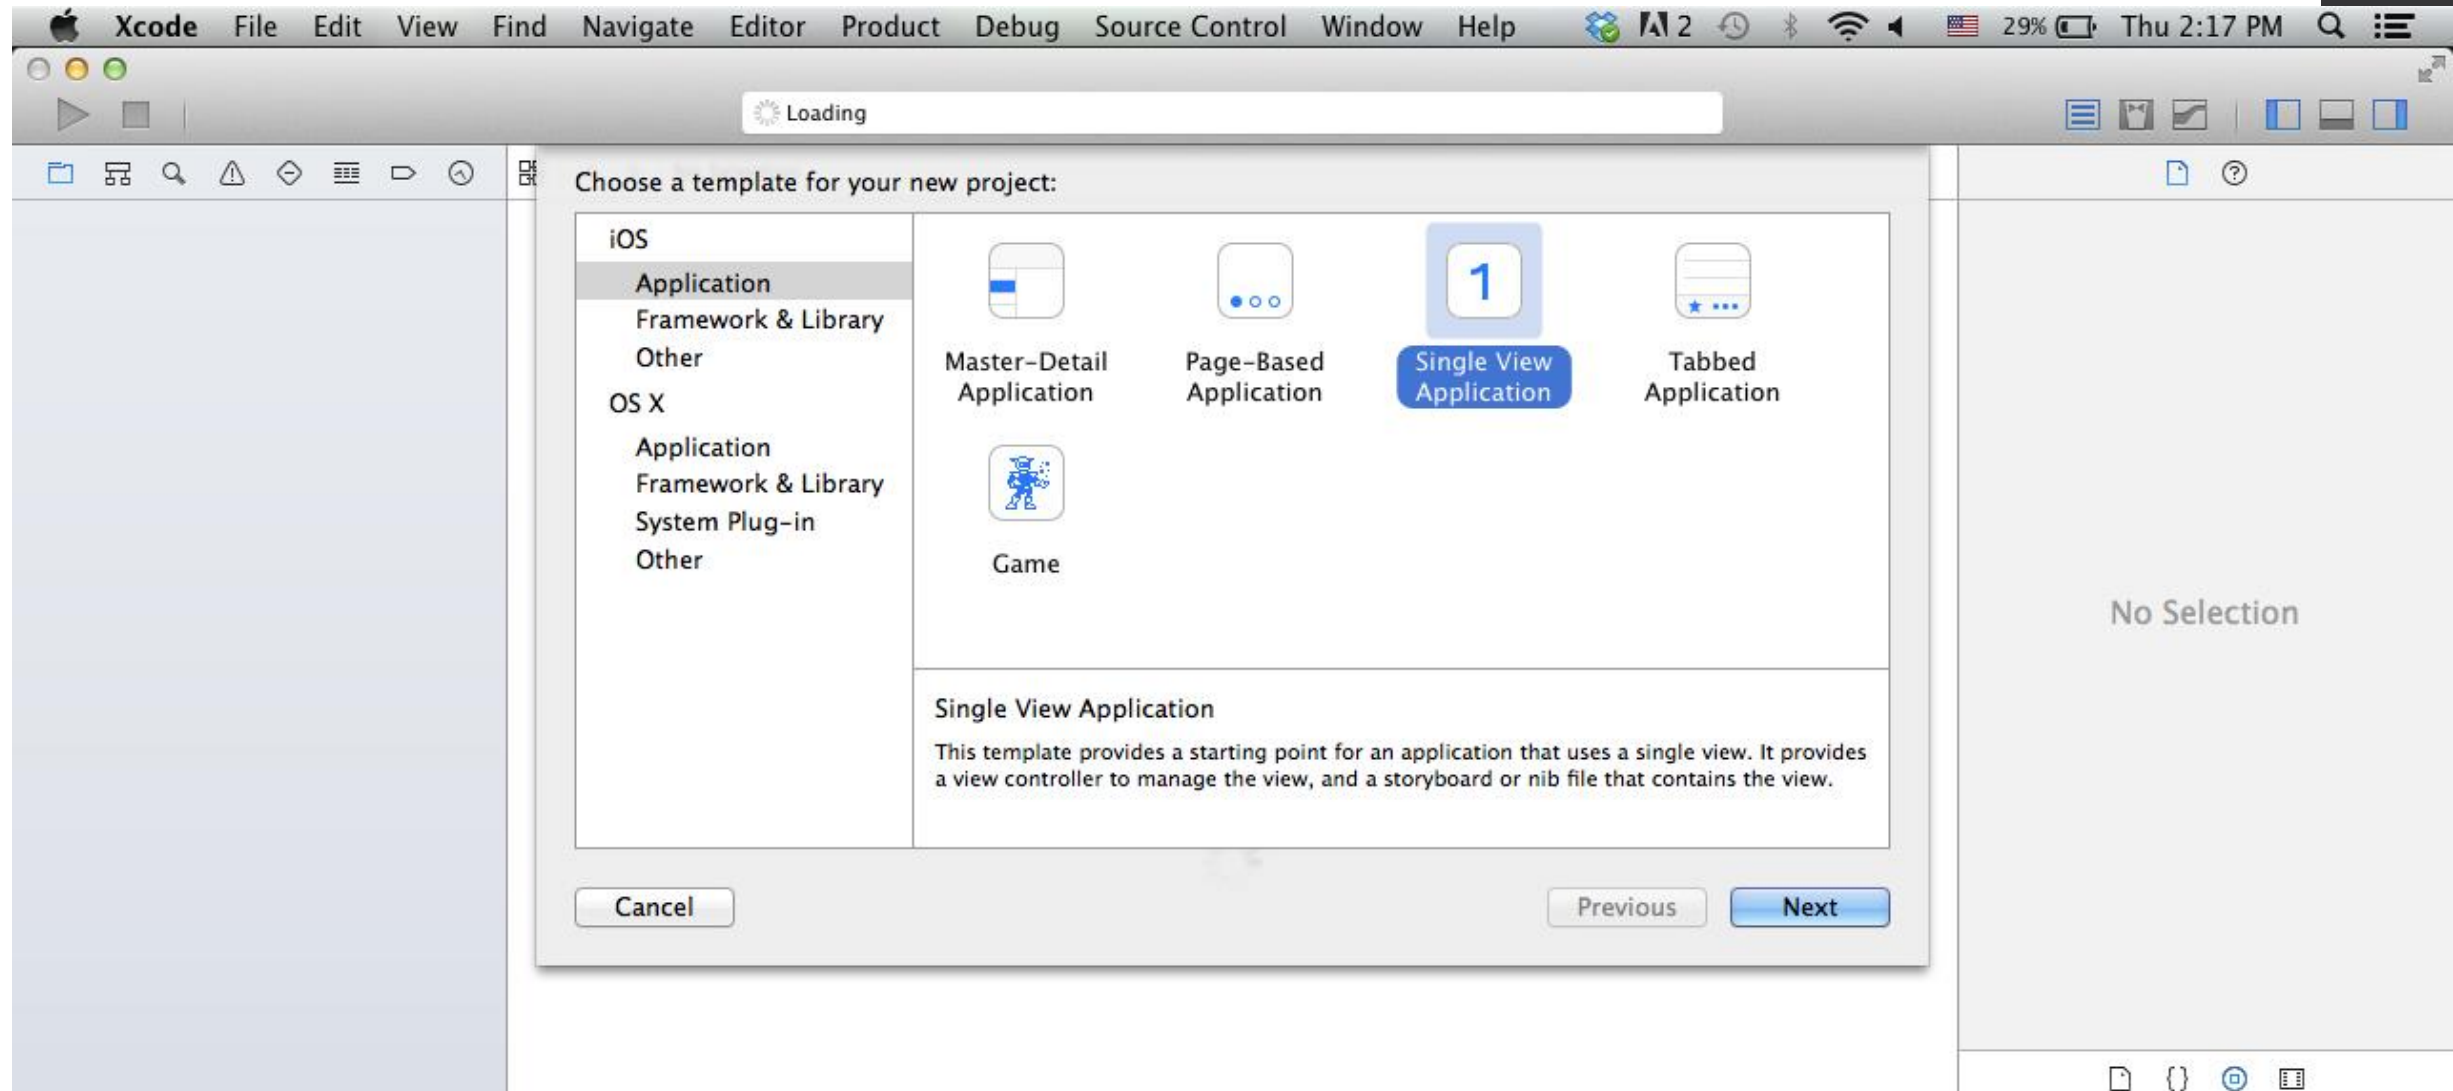 Xcode File Edit View Find Navigate Editor Product Debug Source Control Window Help 2 29% Thu 2:17 PM
Loading
Choose a template for your new project:
iOS
Application
Framework & Library
Other
OS X
Application
Framework & Library
System Plug-in
Other
1
Master-Detail
Application
Page-Based
Application
Single View
Application
Tabbed
Application
Game
Single View Application
This template provides a starting point for an application that uses a single view. It provides
a view controller to manage the view, and a storyboard or nib file that contains the view.
Cancel
Previous
Next
No Selection
{}